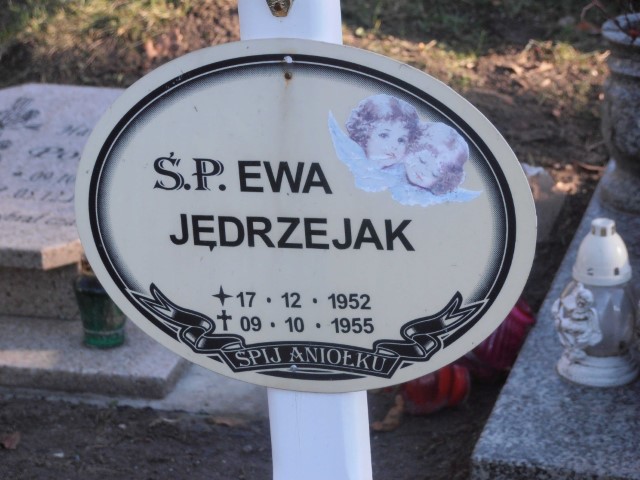 Ś.P. EWA
JĘDRZEJAK
17 · 12 · 1952
✝ 09 · 10 · 1955
ŚPIJ ANIOŁKU